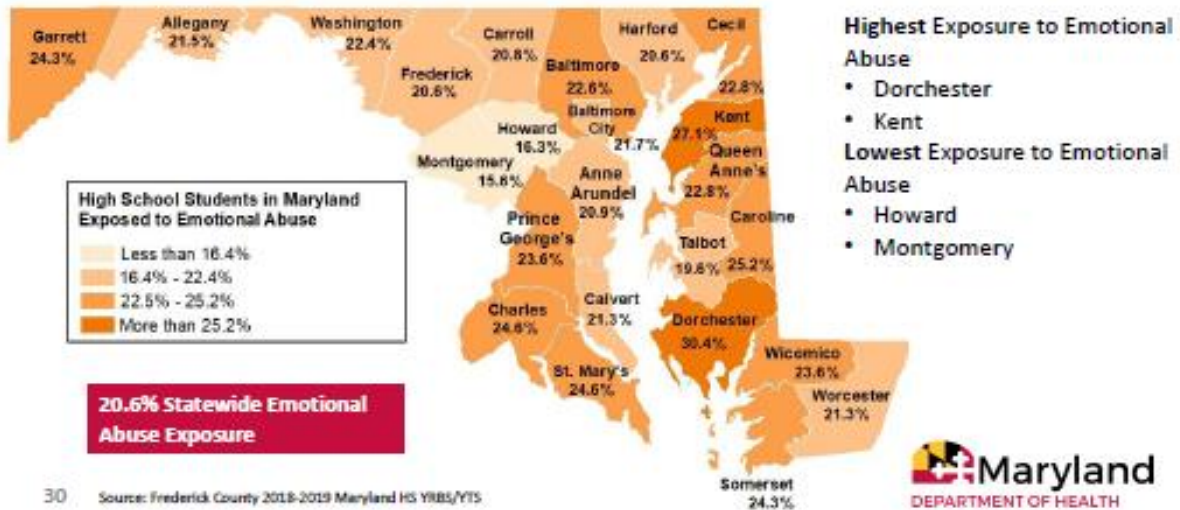 Garrett
24.3%
Allegany
21.5%
Washington
22.4%
Frederick
20.6%
Carroll
20.8%
Baltimore
22.6%
Baltimore
City
21.7%
Harford
20.6%
Cecil
22.8%
Howard
16.3%
Montgomery
15.6%
Kent
27.1%
Queen
Anne's
22.8%
Anne
Arundel
20.9%
Prince
George's
23.6%
Caroline
25.2%
Talbot
19.6%
Charles
24.6%
Calvert
21.3%
Dorchester
30.4%
St. Mary's
24.6%
Wicomico
23.6%
Worcester
21.3%
Somerset
24.3%
High School Students in Maryland
Exposed to Emotional Abuse
Less than 16.4%
16.4% - 22.4%
22.5% - 25.2%
More than 25.2%
20.6% Statewide Emotional
Abuse Exposure
Highest Exposure to Emotional
Abuse
• Dorchester
• Kent
Lowest Exposure to Emotional
Abuse
• Howard
• Montgomery
30
Source: Frederick County 2018-2019 Maryland HS YRBS/YTS
Maryland
DEPARTMENT OF HEALTH